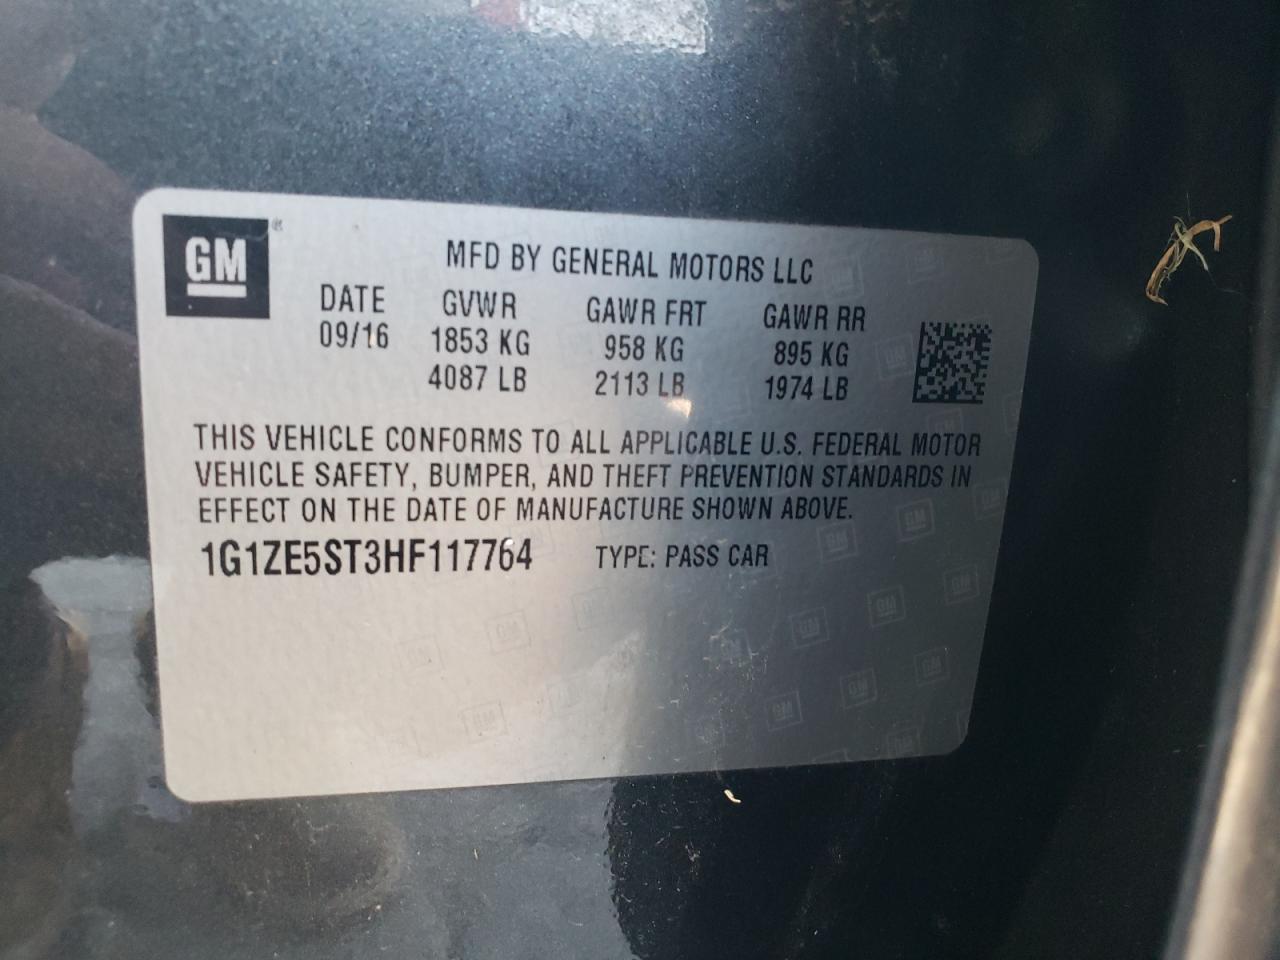 GM
MFD BY GENERAL MOTORS LLC
DATE GVWR GAWR FRT GAWR RR
09/16 1853 KG 958 KG 895 KG
4087 LB 2113 LB 1974 LB
THIS VEHICLE CONFORMS TO ALL APPLICABLE U.S. FEDERAL MOTOR
VEHICLE SAFETY, BUMPER, AND THEFT PREVENTION STANDARDS IN
EFFECT ON THE DATE OF MANUFACTURE SHOWN ABOVE.
1G1ZE5ST3HF117764 TYPE: PASS CAR